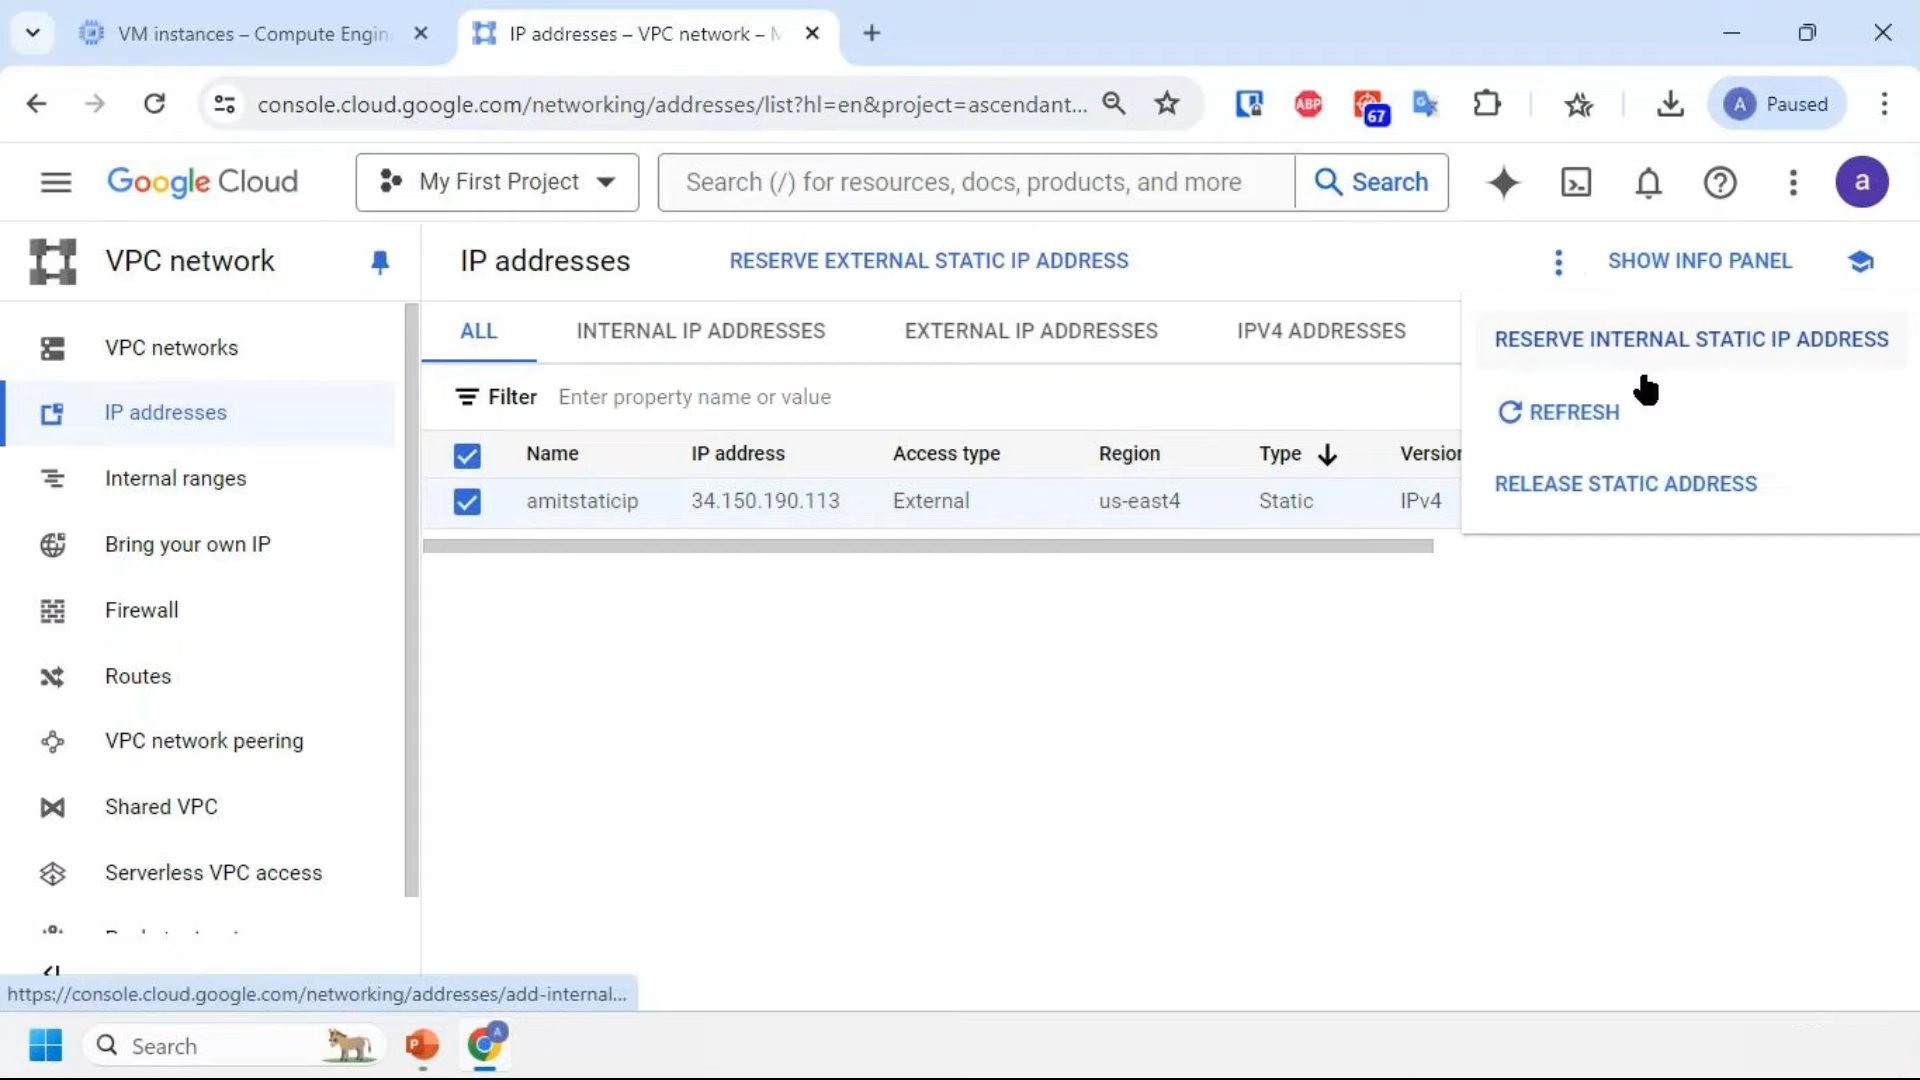 VM instances – Compute Engin
IP addresses – VPC network –
console.cloud.google.com/networking/addresses/list?hl=en&project=ascendant...
ABP
67
A Paused
Google Cloud
My First Project
Search (/) for resources, docs, products, and more
Search
a
VPC network
IP addresses
RESERVE EXTERNAL STATIC IP ADDRESS
SHOW INFO PANEL
ALL
INTERNAL IP ADDRESSES
EXTERNAL IP ADDRESSES
IPV4 ADDRESSES
RESERVE INTERNAL STATIC IP ADDRESS
REFRESH
RELEASE STATIC ADDRESS
Filter Enter property name or value
Name IP address Access type Region Type Version
amitstaticip 34.150.190.113 External us-east4 Static IPv4
VPC networks
IP addresses
Internal ranges
Bring your own IP
Firewall
Routes
VPC network peering
Shared VPC
Serverless VPC access
https://console.cloud.google.com/networking/addresses/add-internal...
Search
P
A